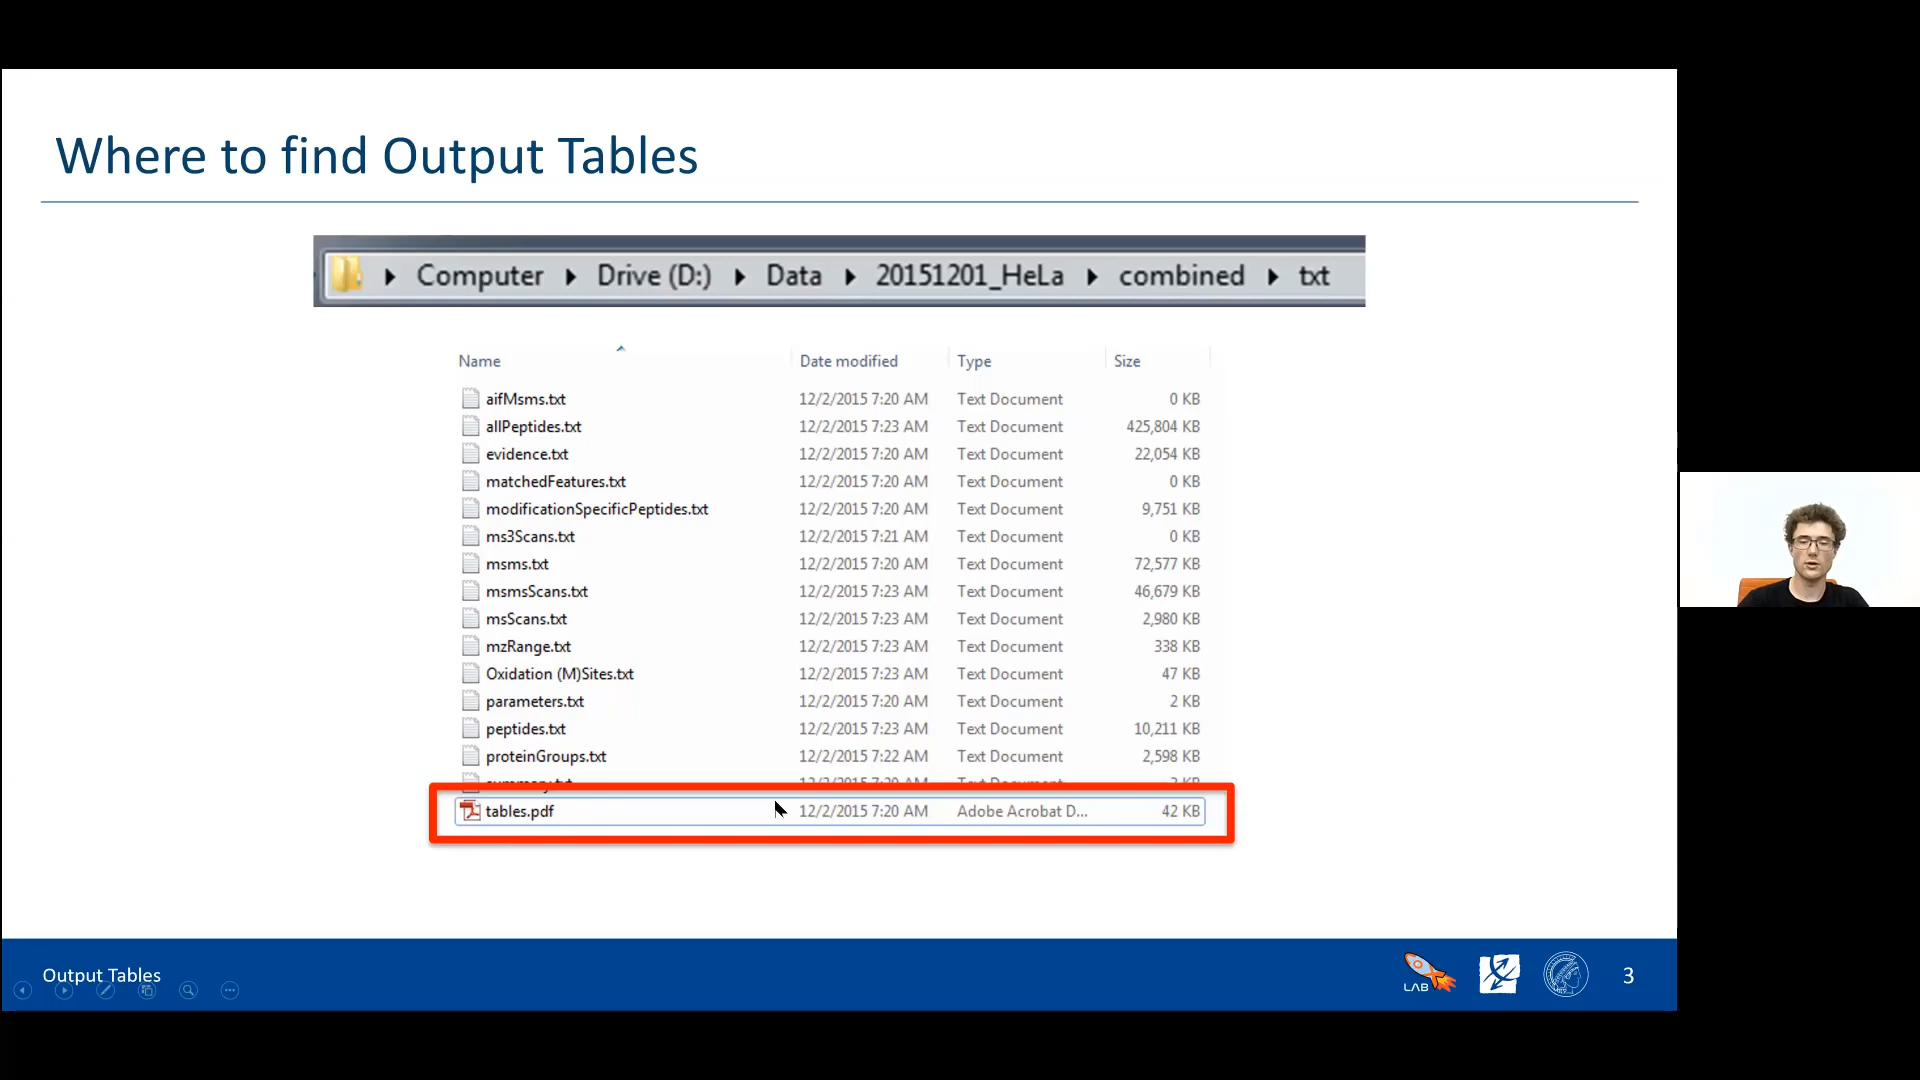 Where to find Output Tables
Computer Drive (D:) Data 20151201_HeLa combined txt
Name Date modified Type Size
aifMsms.txt 12/2/2015 7:20 AM Text Document 0 KB
allPeptides.txt 12/2/2015 7:23 AM Text Document 425,804 KB
evidence.txt 12/2/2015 7:20 AM Text Document 22,054 KB
matchedFeatures.txt 12/2/2015 7:20 AM Text Document 0 KB
modificationSpecificPeptides.txt 12/2/2015 7:20 AM Text Document 9,751 KB
ms3Scans.txt 12/2/2015 7:21 AM Text Document 0 KB
msms.txt 12/2/2015 7:20 AM Text Document 72,577 KB
msmsScans.txt 12/2/2015 7:23 AM Text Document 46,679 KB
msScans.txt 12/2/2015 7:23 AM Text Document 2,980 KB
mzRange.txt 12/2/2015 7:23 AM Text Document 338 KB
Oxidation (M)Sites.txt 12/2/2015 7:23 AM Text Document 47 KB
parameters.txt 12/2/2015 7:20 AM Text Document 2 KB
peptides.txt 12/2/2015 7:23 AM Text Document 10,211 KB
proteinGroups.txt 12/2/2015 7:22 AM Text Document 2,598 KB
summary.txt Text Document
tables.pdf 12/2/2015 7:20 AM Adobe Acrobat D... 42 KB
Output Tables
LAB
3